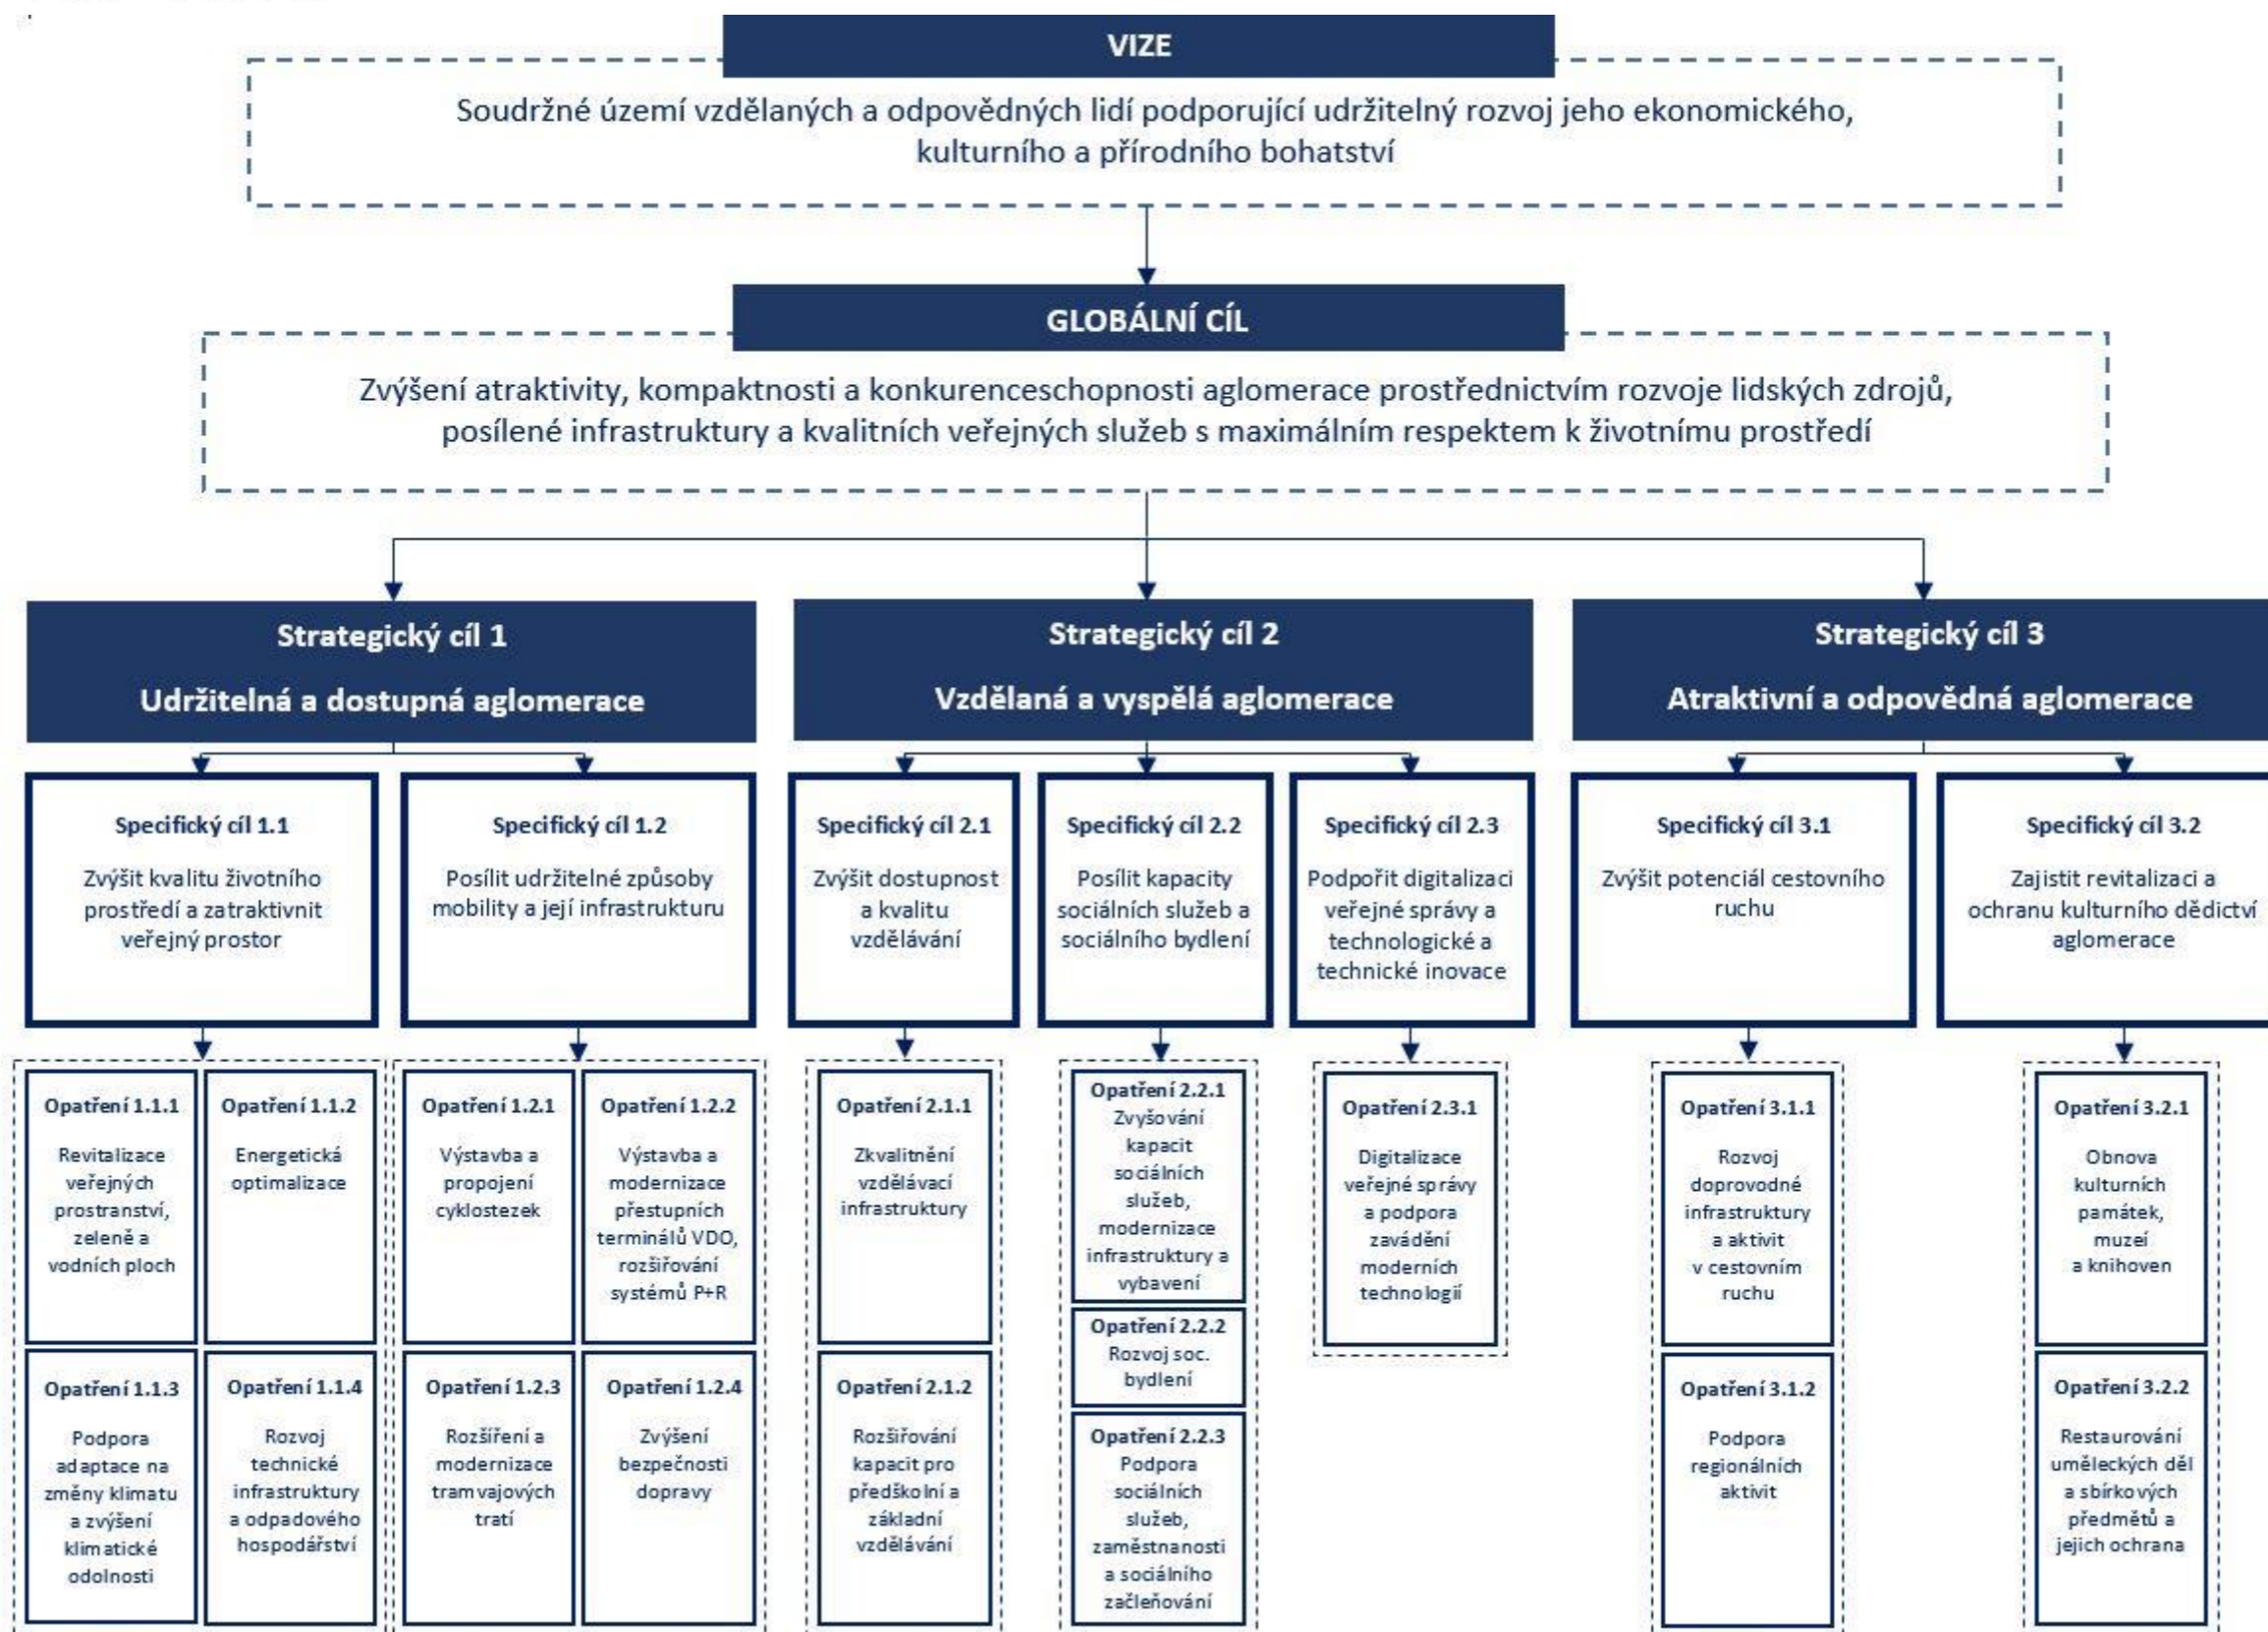 VIZE
Soudržné území vzdělaných a odpovědných lidí podporující udržitelný rozvoj jeho ekonomického,
kulturního a přírodního bohatství
GLOBÁLNÍ CÍL
Zvýšení atraktivity, kompaktnosti a konkurenceschopnosti aglomerace prostřednictvím rozvoje lidských zdrojů,
posílené infrastruktury a kvalitních veřejných služeb s maximálním respektem k životnímu prostředí
Strategický cíl 1
Udržitelná a dostupná aglomerace
Strategický cíl 2
Vzdělaná a vyspělá aglomerace
Strategický cíl 3
Atraktivní a odpovědná aglomerace
Specifický cíl 1.1
Zvýšit kvalitu životního
prostředí a zatraktivnit
veřejný prostor
Specifický cíl 1.2
Posílit udržitelné způsoby
mobility a její infrastrukturu
Specifický cíl 2.1
Zvýšit dostupnost
a kvalitu
vzdělávání
Specifický cíl 2.2
Posílit kapacity
sociálních služeb a
sociálního bydlení
Specifický cíl 2.3
Podpořit digitalizaci
veřejné správy a
technologické a
technické inovace
Specifický cíl 3.1
Zvýšit potenciál cestovního
ruchu
Specifický cíl 3.2
Zajistit revitalizaci a
ochranu kulturního dědictví
aglomerace
Opatření 1.1.1
Revitalizace
veřejných
prostranství,
zeleně a
vodních ploch
Opatření 1.1.2
Energetická
optimalizace
Opatření 1.1.3
Podpora
adaptace na
změny klimatu
a zvýšení
klimatické
odolnosti
Opatření 1.1.4
Rozvoj
technické
infrastruktury
a odpadového
hospodářství
Opatření 1.2.1
Výstavba a
propojení
cyklostezek
Opatření 1.2.2
Výstavba a
modernizace
přestupních
terminálů VDO,
rozšiřování
systémů P+R
Opatření 1.2.3
Rozšíření a
modernizace
tramvajových
tratí
Opatření 1.2.4
Zvýšení
bezpečnosti
dopravy
Opatření 2.1.1
Zkvalitnění
vzdělávací
infrastruktury
Opatření 2.1.2
Rozšiřování
kapacit pro
předškolní a
základní
vzdělávání
Opatření 2.2.1
Zvyšování
kapacit
sociálních
služeb,
modernizace
infrastruktury a
vybavení
Opatření 2.2.2
Rozvoj soc.
bydlení
Opatření 2.2.3
Podpora
sociálních
služeb,
zaměstnanosti
a sociálního
začleňování
Opatření 2.3.1
Digitalizace
veřejné správy
a podpora
zavádění
moderních
technologií
Opatření 3.1.1
Rozvoj
doprovodné
infrastruktury
a aktivit
v cestovním
ruchu
Opatření 3.1.2
Podpora
regionálních
aktivit
Opatření 3.2.1
Obnova
kulturních
památek,
muzeí
a knihoven
Opatření 3.2.2
Restaurování
uměleckých děl
a sbírkových
předmětů a
jejich ochrana